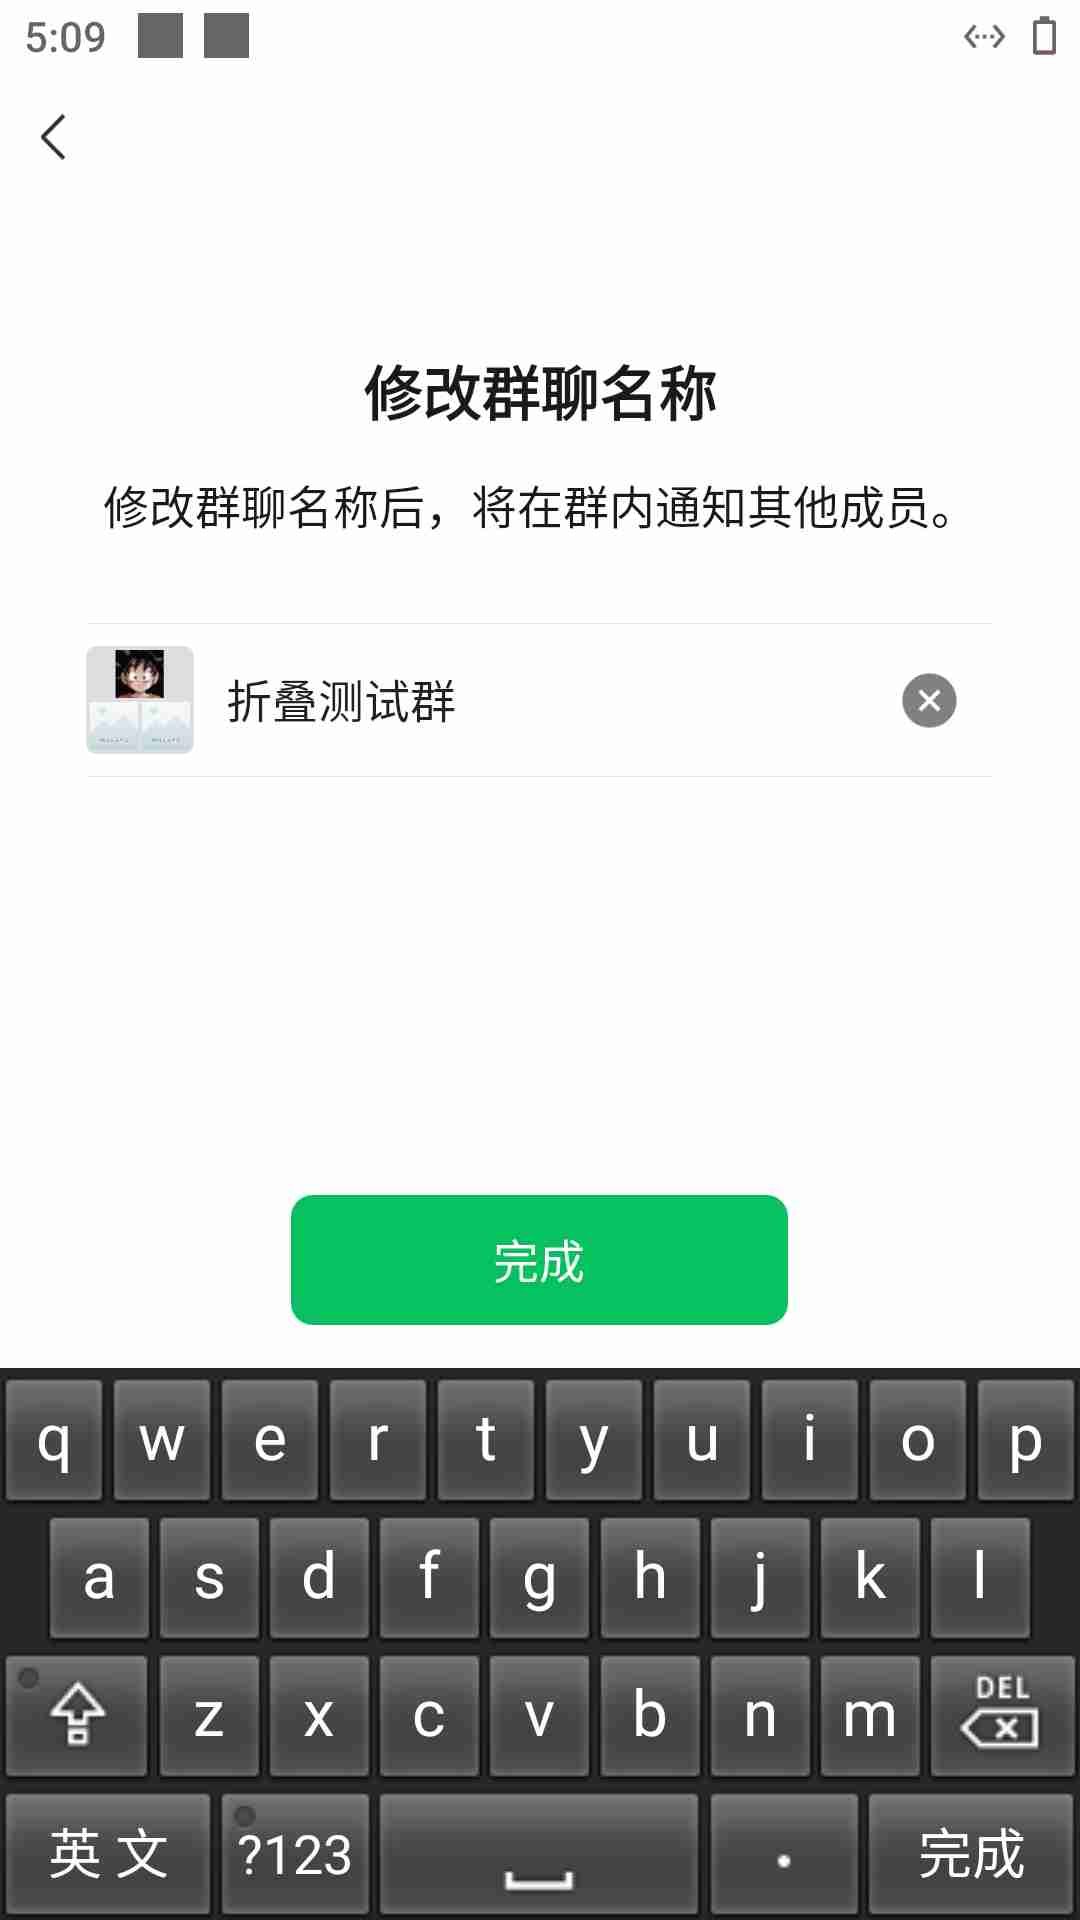 5:09
修改群聊名称
修改群聊名称后，将在群内通知其他成员。
折叠测试群
完成
q w e r t y u i o p
a s d f g h j k l
z x c v b n m DEL
英文 ?123 . 完成